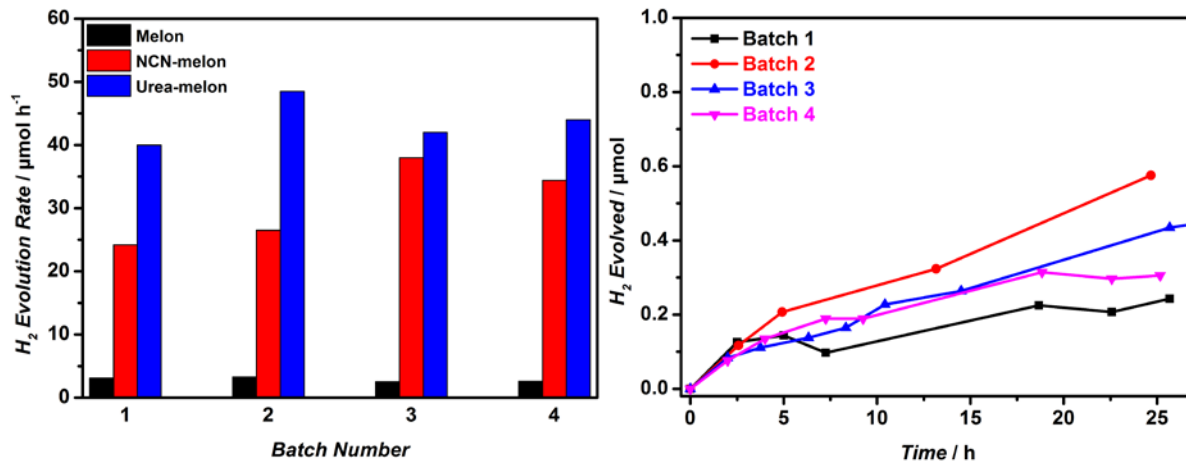 60
50
40
30
20
10
0
H₂ Evolution Rate / μmol h⁻¹
Melon
NCN-melon
Urea-melon
1 2 3 4
Batch Number
1.0
0.8
0.6
0.4
0.2
0.0
H₂ Evolved / μmol
Batch 1
Batch 2
Batch 3
Batch 4
0 5 10 15 20 25
Time / h